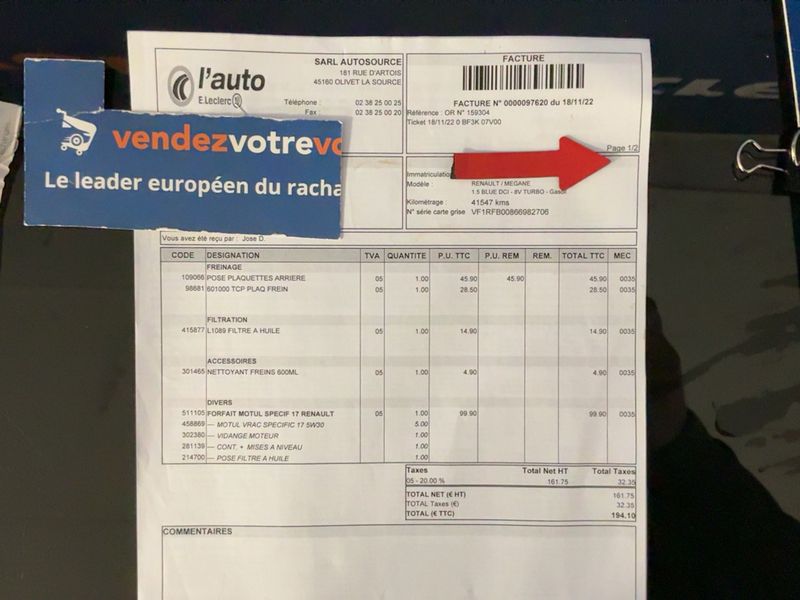 l'auto
E.Leclerc
SARL AUTOSOURCE
181 RUE D'ARTOIS
45160 OLIVET LA SOURCE
Téléphone : 02 38 25 00 25
Fax : 02 38 25 00 20
FACTURE
FACTURE N° 0000097620 du 18/11/22
Référence : OR N° 159304
Ticket 18/11/22 0 BF3K 07V00
Page 1/2
vendezvotrevo
Le leader européen du racha
Immatriculation
Modèle : RENAULT / MEGANE
1.5 BLUE DCI - 8V TURBO - Gasoil
Kilométrage : 41547 kms
N° série carte grise : VF1RFB00866982706
Vous avez été reçu par : Jose D.
CODE DESIGNATION TVA QUANTITE P.U. TTC P.U. REM REM. TOTAL TTC MEC
FREINAGE
109066 POSE PLAQUETTES ARRIERE 05 1.00 45.90 45.90 45.90 0035
98681 601000 TCP PLAQ FREIN 05 1.00 28.50 28.50 0035
FILTRATION
415877 L1089 FILTRE A HUILE 05 1.00 14.90 14.90 0035
ACCESSOIRES
301465 NETTOYANT FREINS 600ML 05 1.00 4.90 4.90 0035
DIVERS
511105 FORFAIT MOTUL SPECIF 17 RENAULT 05 1.00 99.90 99.90 0035
458869 --- MOTUL VRAC SPECIFIC 17 5W30 5.00
302380 --- VIDANGE MOTEUR 1.00
281139 --- CONT. + MISES A NIVEAU 1.00
214700 --- POSE FILTRE A HUILE 1.00
Taxes Total Net HT Total Taxes
05 - 20.00 % 161.75 32.35
TOTAL NET (€ HT) 161.75
TOTAL Taxes (€) 32.35
TOTAL (€ TTC) 194.10
COMMENTAIRES